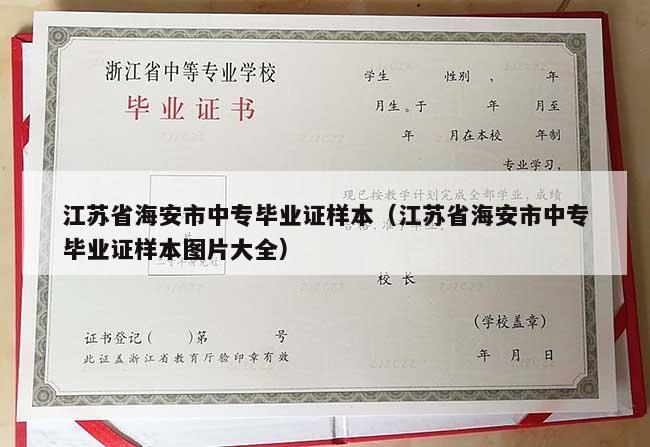 浙江省中等专业学校
毕业证书
学生 性别 、 年
月生。于 年 月至
年 月在本校 年制
专业学习,
现已按教学计划完成全部学业,成绩
江苏省海安市中专毕业证样本(江苏省海安市中专
毕业证样本图片大全)
校 长
(学校盖章)
证书登记( )第 号
此证盖浙江省教育厅验印章有效
年 月 日